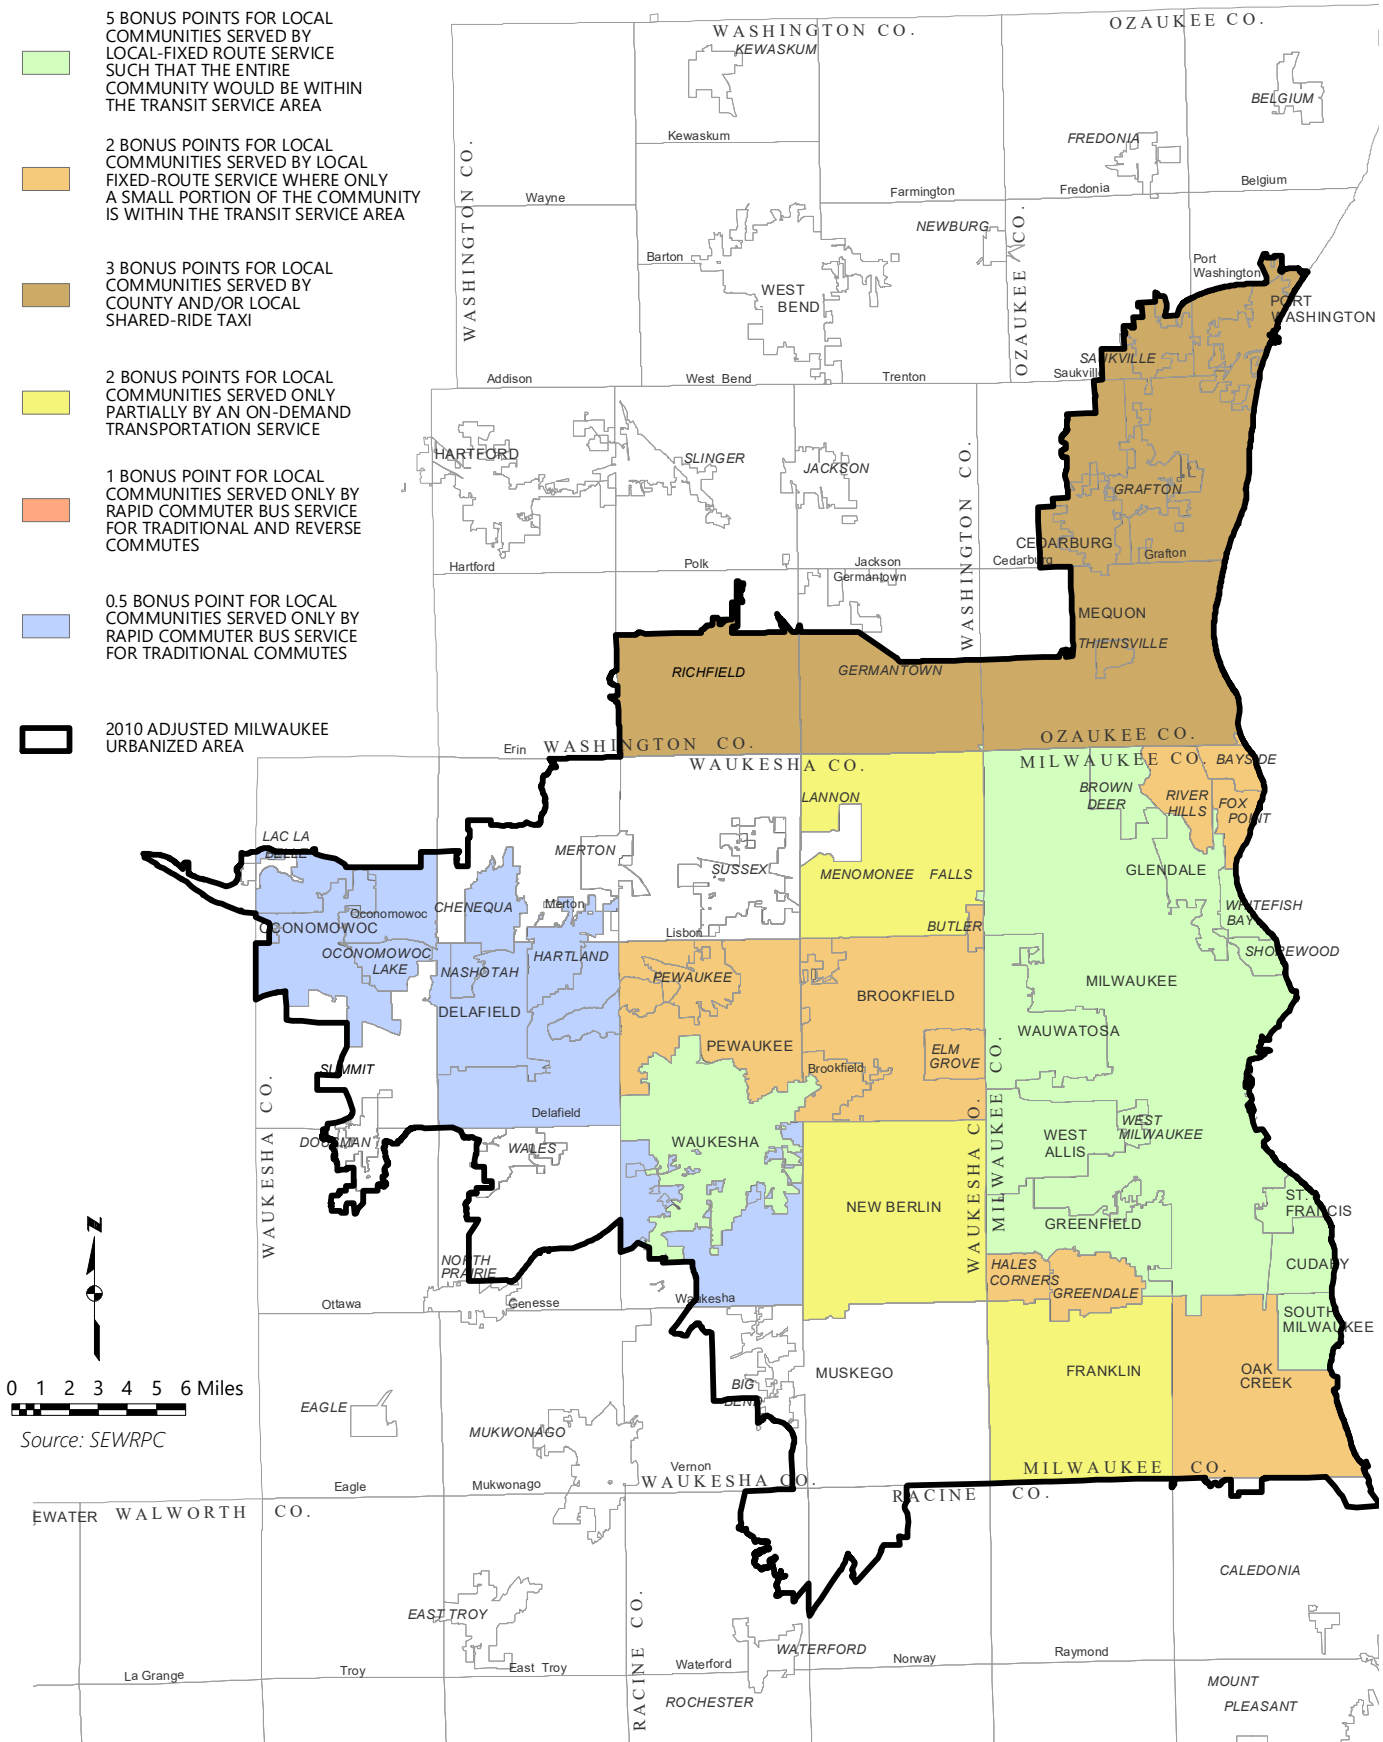 5 BONUS POINTS FOR LOCAL
COMMUNITIES SERVED BY
LOCAL-FIXED ROUTE SERVICE
SUCH THAT THE ENTIRE
COMMUNITY WOULD BE WITHIN
THE TRANSIT SERVICE AREA
2 BONUS POINTS FOR LOCAL
COMMUNITIES SERVED BY LOCAL
FIXED-ROUTE SERVICE WHERE ONLY
A SMALL PORTION OF THE COMMUNITY
IS WITHIN THE TRANSIT SERVICE AREA
3 BONUS POINTS FOR LOCAL
COMMUNITIES SERVED BY
COUNTY AND/OR LOCAL
SHARED-RIDE TAXI
2 BONUS POINTS FOR LOCAL
COMMUNITIES SERVED ONLY
PARTIALLY BY AN ON-DEMAND
TRANSPORTATION SERVICE
1 BONUS POINT FOR LOCAL
COMMUNITIES SERVED ONLY BY
RAPID COMMUTER BUS SERVICE
FOR TRADITIONAL AND REVERSE
COMMUTES
0.5 BONUS POINT FOR LOCAL
COMMUNITIES SERVED ONLY BY
RAPID COMMUTER BUS SERVICE
FOR TRADITIONAL COMMUTES
2010 ADJUSTED MILWAUKEE
URBANIZED AREA
WASHINGTON CO.
OZAUKEE CO.
KEWASKUM
BELGIUM
Kewaskum
FREDONIA
WASHINGTON CO.
Wayne
Farmington
Fredonia
Belgium
NEWBURG
OZAUKEE CO.
Barton
WEST
BEND
Port
Washington
PORT
WASHINGTON
SAUKVILLE
Saukville
Addison
West Bend
Trenton
HARTFORD
SLINGER
JACKSON
WASHINGTON CO.
GRAFTON
CEDARBURG
Cedarburg
Grafton
Hartford
Polk
Jackson
Germantown
MEQUON
THIENSVILLE
RICHFIELD
GERMANTOWN
Erin
WASHINGTON CO.
OZAUKEE CO.
WAUKESHA CO.
MILWAUKEE CO.
BAYSIDE
LANNON
BROWN
DEER
RIVER
HILLS
FOX
POINT
LAC LA
BELLE
MERTON
SUSSEX
MENOMONEE FALLS
GLENDALE
CHENEQUA
Merton
Oconomowoc
OCONOMOWOC
WHITEFISH
BAY
BUTLER
Lisbon
OCONOMOWOC
LAKE
NASHOTAH
HARTLAND
SHOREWOOD
PEWAUKEE
MILWAUKEE
BROOKFIELD
DELAFIELD
WAUWATOSA
PEWAUKEE
ELM
GROVE
Brookfield
SUMMIT
WAUKESHA CO.
MILWAUKEE CO.
WAUKESHA CO.
Delafield
DOUSMAN
WALES
WAUKESHA
WEST
ALLIS
WEST
MILWAUKEE
NEW BERLIN
ST.
FRANCIS
GREENFIELD
N
NORTH
PRAIRIE
HALES
CORNERS
GREENDALE
CUDAHY
Ottawa
Genesse
Waukesha
SOUTH
MILWAUKEE
MUSKEGO
FRANKLIN
OAK
CREEK
0 1 2 3 4 5 6 Miles
BIG
BEND
EAGLE
Source: SEWRPC
MUKWONAGO
Vernon
Eagle
Mukwonago
WAUKESHA CO.
MILWAUKEE CO.
RACINE CO.
EWATER
WALWORTH CO.
CALEDONIA
EAST TROY
RACINE CO.
WATERFORD
La Grange
Troy
East Troy
Waterford
Norway
Raymond
ROCHESTER
MOUNT
PLEASANT